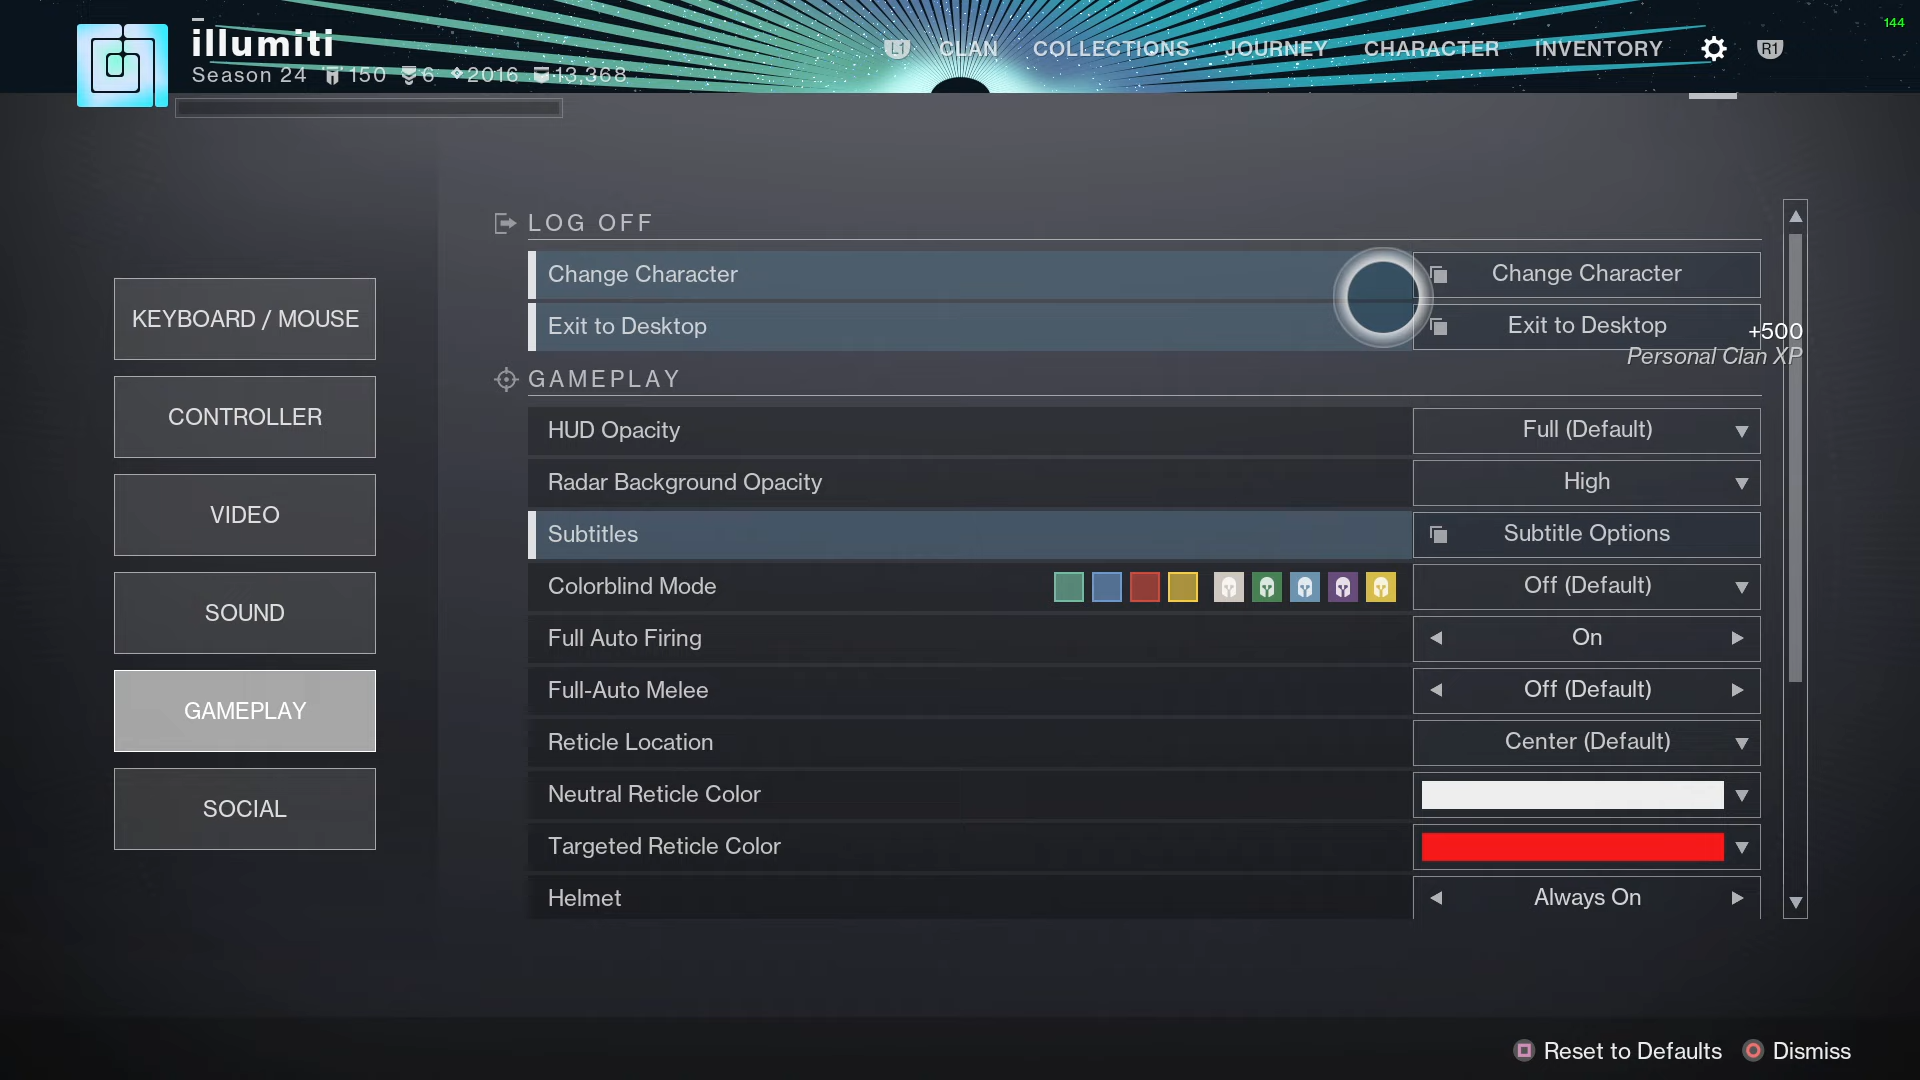 144
illumiti
Season 24 150 6 2016 13,368
L1 CLAN COLLECTIONS JOURNEY CHARACTER INVENTORY R1
LOG OFF
Change Character Change Character
Exit to Desktop Exit to Desktop
+500
Personal Clan XP
GAMEPLAY
HUD Opacity Full (Default)
Radar Background Opacity High
Subtitles Subtitle Options
Colorblind Mode Off (Default)
Full Auto Firing On
Full-Auto Melee Off (Default)
Reticle Location Center (Default)
Neutral Reticle Color
Targeted Reticle Color
Helmet Always On
KEYBOARD / MOUSE
CONTROLLER
VIDEO
SOUND
GAMEPLAY
SOCIAL
Reset to Defaults Dismiss